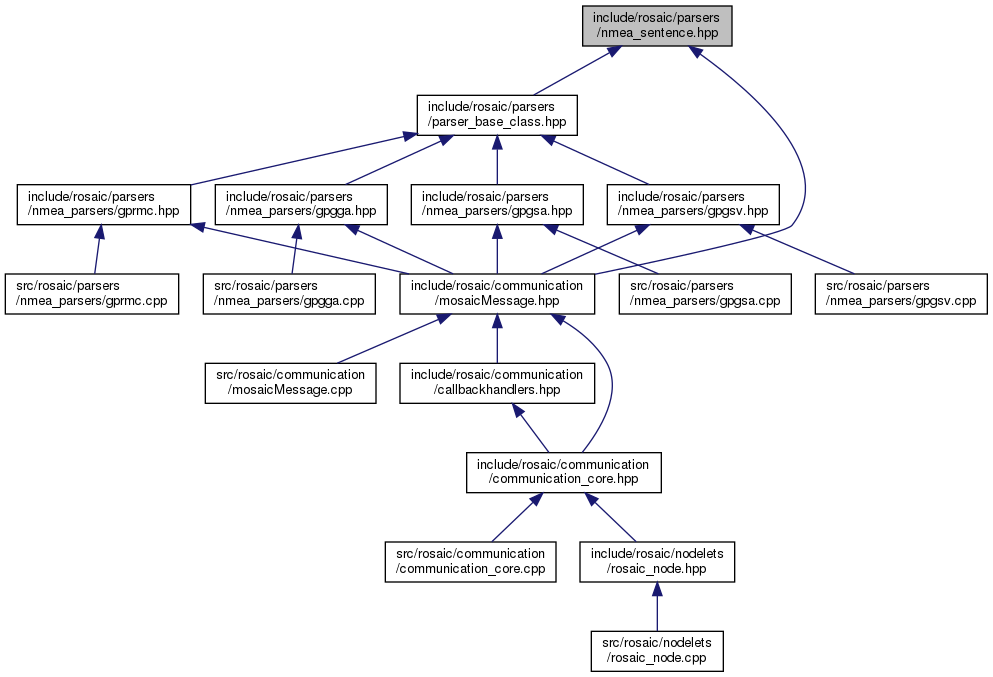 include/rosaic/parsers
/nmea_sentence.hpp
include/rosaic/parsers
/parser_base_class.hpp
include/rosaic/parsers
/nmea_parsers/gprmc.hpp
include/rosaic/parsers
/nmea_parsers/gpgga.hpp
include/rosaic/parsers
/nmea_parsers/gpgsa.hpp
include/rosaic/parsers
/nmea_parsers/gpgsv.hpp
src/rosaic/parsers
/nmea_parsers/gprmc.cpp
src/rosaic/parsers
/nmea_parsers/gpgga.cpp
include/rosaic/communication
/mosaicMessage.hpp
src/rosaic/parsers
/nmea_parsers/gpgsa.cpp
src/rosaic/parsers
/nmea_parsers/gpgsv.cpp
src/rosaic/communication
/mosaicMessage.cpp
include/rosaic/communication
/callbackhandlers.hpp
include/rosaic/communication
/communication_core.hpp
src/rosaic/communication
/communication_core.cpp
include/rosaic/nodelets
/rosaic_node.hpp
src/rosaic/nodelets
/rosaic_node.cpp